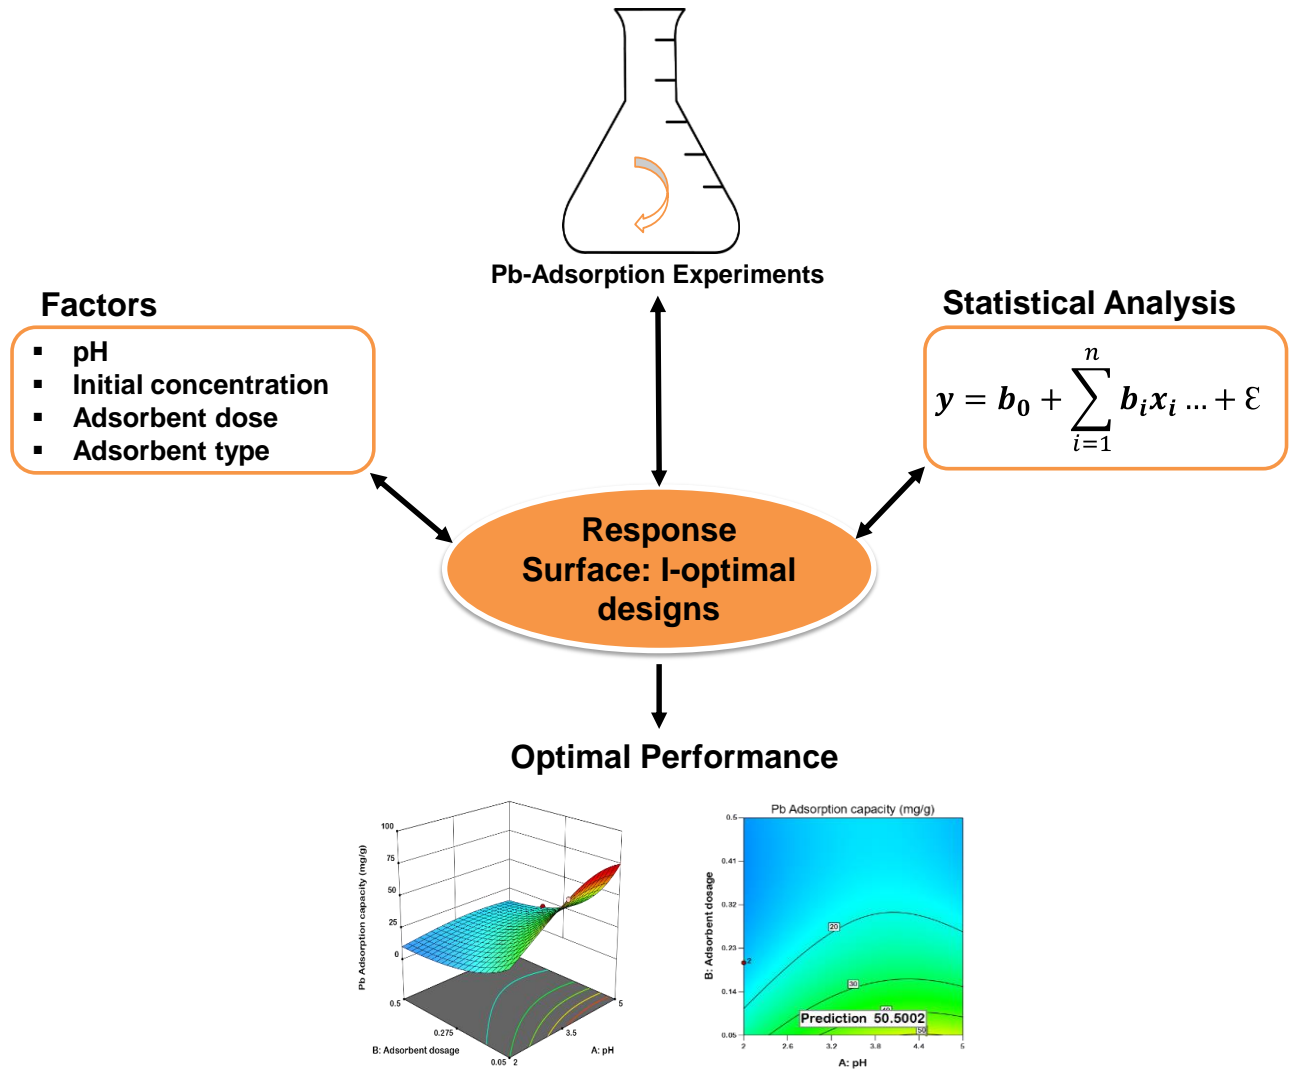 Pb-Adsorption Experiments
Factors
▪ pH
▪ Initial concentration
▪ Adsorbent dose
▪ Adsorbent type
Statistical Analysis
n
y = b₀ + ∑ bᵢxᵢ ... + Ɛ
i=1
Response
Surface: I-optimal
designs
Optimal Performance
Pb Adsorption capacity (mg/g)
100
75
50
25
0
0.5
0.275
0.05
2
3.5
5
B: Adsorbent dosage
A: pH
Pb Adsorption capacity (mg/g)
B: Adsorbent dosage
0.5
0.41
0.32
0.23
0.14
0.05
20
2
30
40
Prediction 50.5002
50
2
2.6
3.2
3.8
4.4
5
A: pH